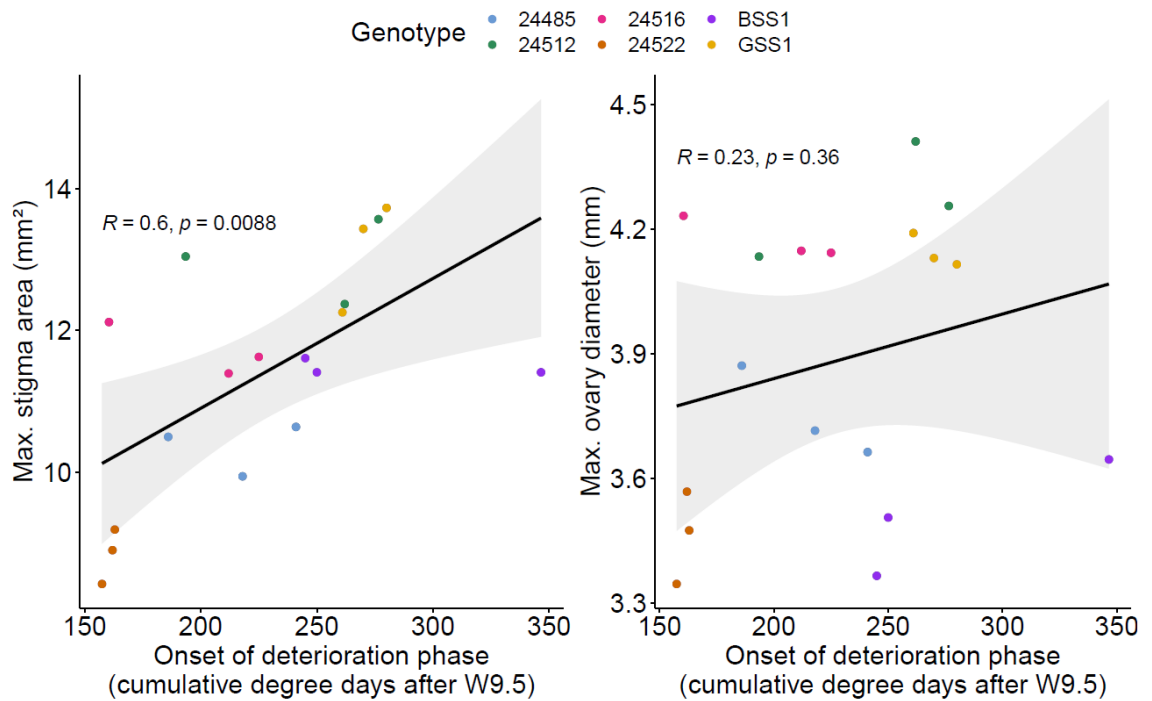 Genotype
24485 24516 BSS1
24512 24522 GSS1
Max. stigma area (mm²)
14
12
10
R = 0.6, p = 0.0088
150 200 250 300 350
Onset of deterioration phase
(cumulative degree days after W9.5)
Max. ovary diameter (mm)
4.5
4.2
3.9
3.6
3.3
R = 0.23, p = 0.36
150 200 250 300 350
Onset of deterioration phase
(cumulative degree days after W9.5)